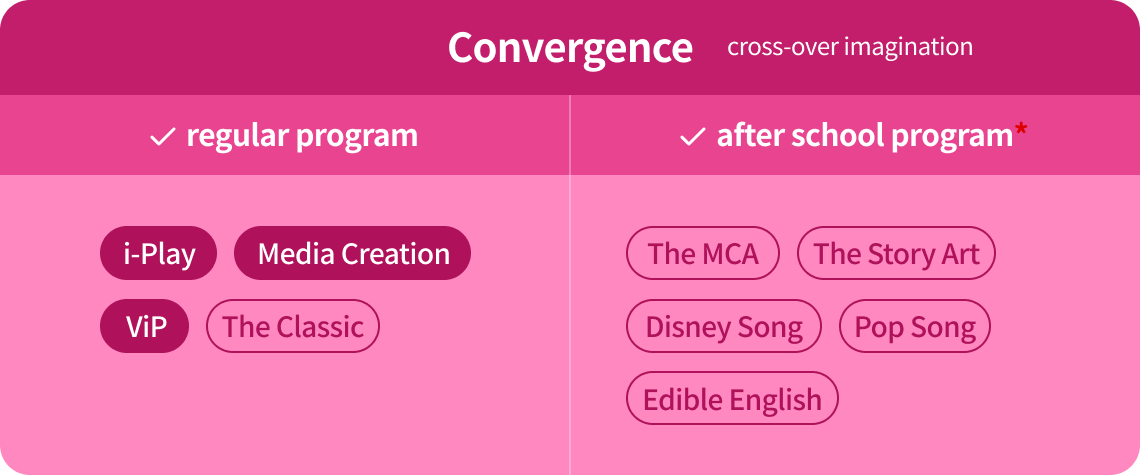 Convergence cross-over imagination
✓ regular program
✓ after school program*
i-Play Media Creation
ViP The Classic
The MCA The Story Art
Disney Song Pop Song
Edible English